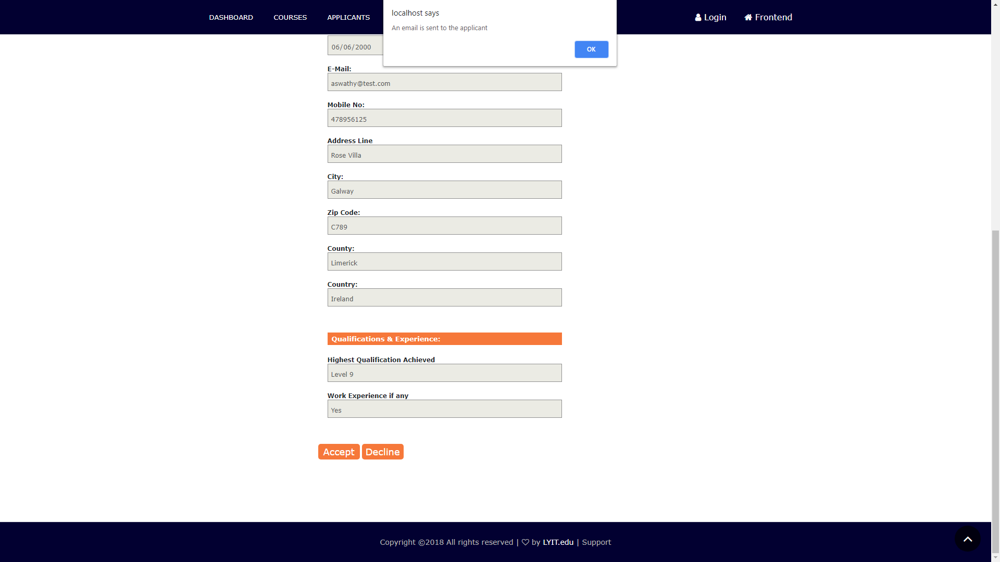 DASHBOARD COURSES APPLICANTS Login Frontend
localhost says
An email is sent to the applicant
OK
06/06/2000
E-Mail:
aswathy@test.com
Mobile No:
478956125
Address Line
Rose Villa
City:
Galway
Zip Code:
C789
County:
Limerick
Country:
Ireland
Qualifications & Experience:
Highest Qualification Achieved
Level 9
Work Experience if any
Yes
Accept Decline
Copyright ©2018 All rights reserved | ♡ by LYIT.edu | Support